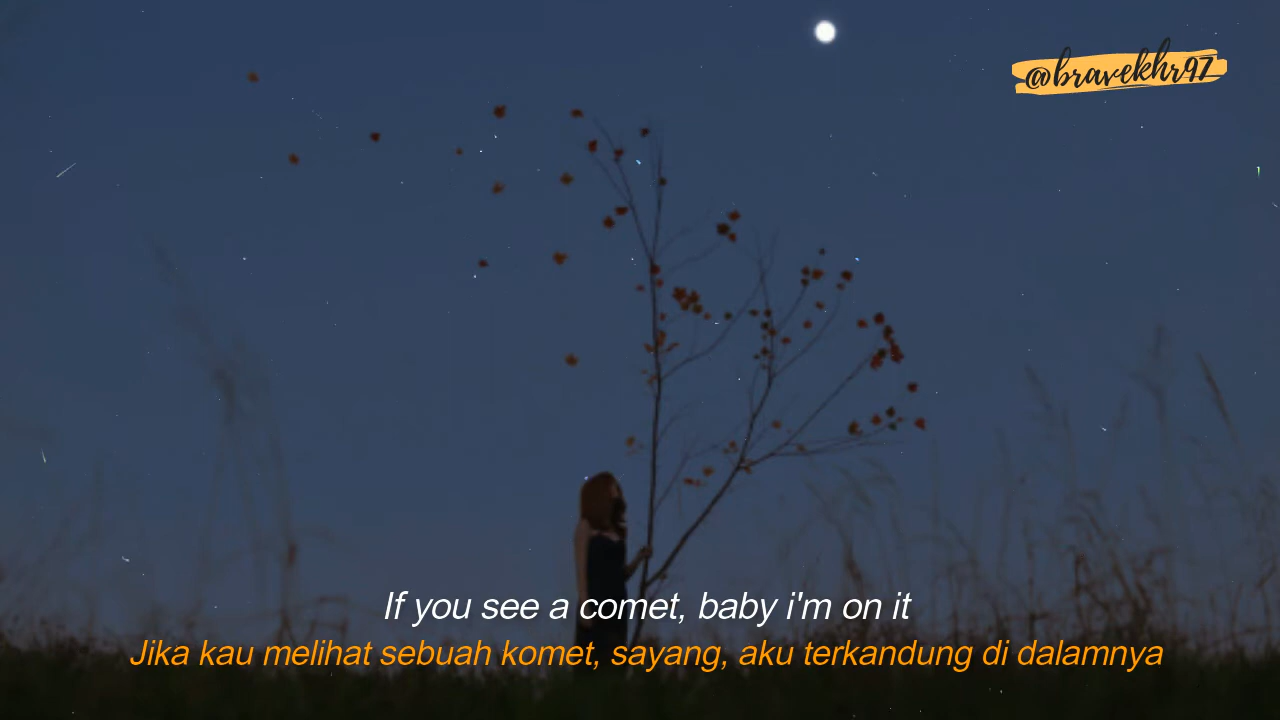 @bravekhr97
If you see a comet, baby i'm on it
Jika kau melihat sebuah komet, sayang, aku terkandung di dalamnya